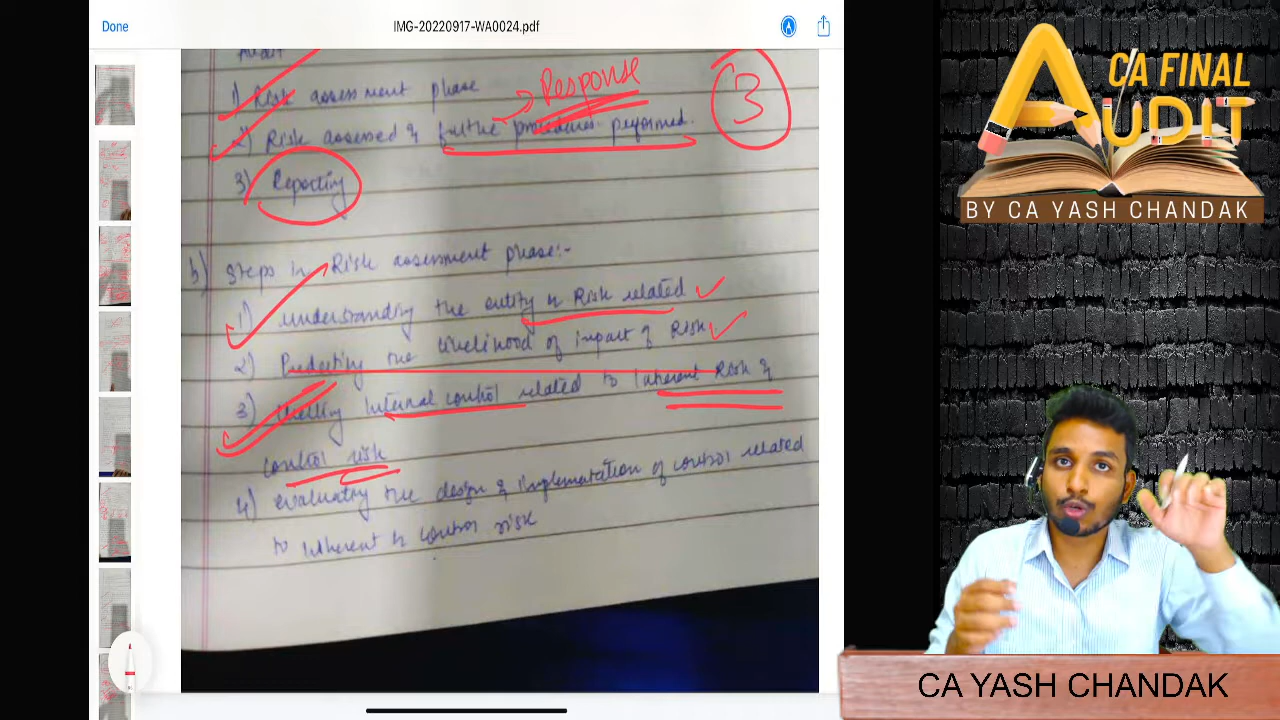 Done
IMG-20220917-WA0024.pdf
Audit
1) Risk assessment phase
Response
2) Risk assessed & further procedures performed.
3
3) Reporting
b) Steps in Risk assessment phase:-
1) understanding the entity & Risk related
2) Predicting the livelihood of impact of Risk
3) Internal control related to Inherent Risk &
control risk
4) evaluating the design & implementation of control related
to inherent & control risk
CA FINAL
AUDIT
BY CA YASH CHANDAK
CA YASH CHANDAK